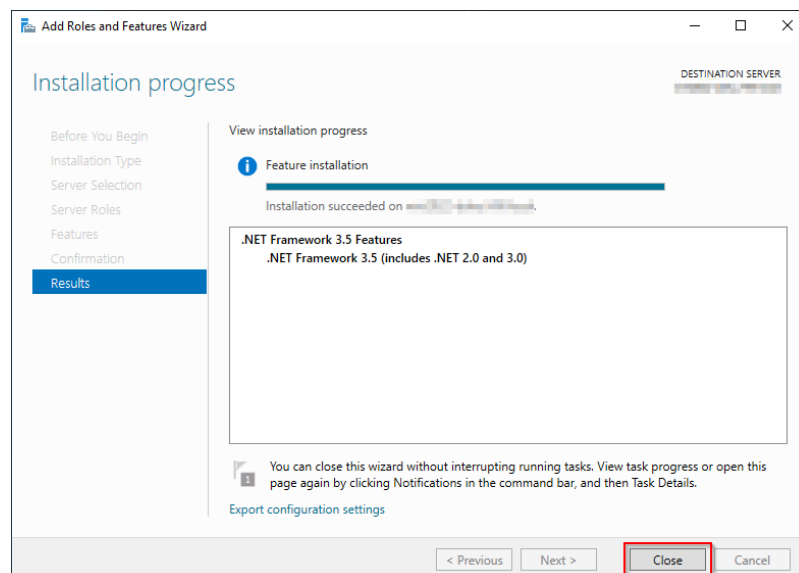 Add Roles and Features Wizard
Installation progress
DESTINATION SERVER
Before You Begin
Installation Type
Server Selection
Server Roles
Features
Confirmation
Results
View installation progress
Feature installation
Installation succeeded on
.NET Framework 3.5 Features
.NET Framework 3.5 (includes .NET 2.0 and 3.0)
1
You can close this wizard without interrupting running tasks. View task progress or open this
page again by clicking Notifications in the command bar, and then Task Details.
Export configuration settings
< Previous
Next >
Close
Cancel